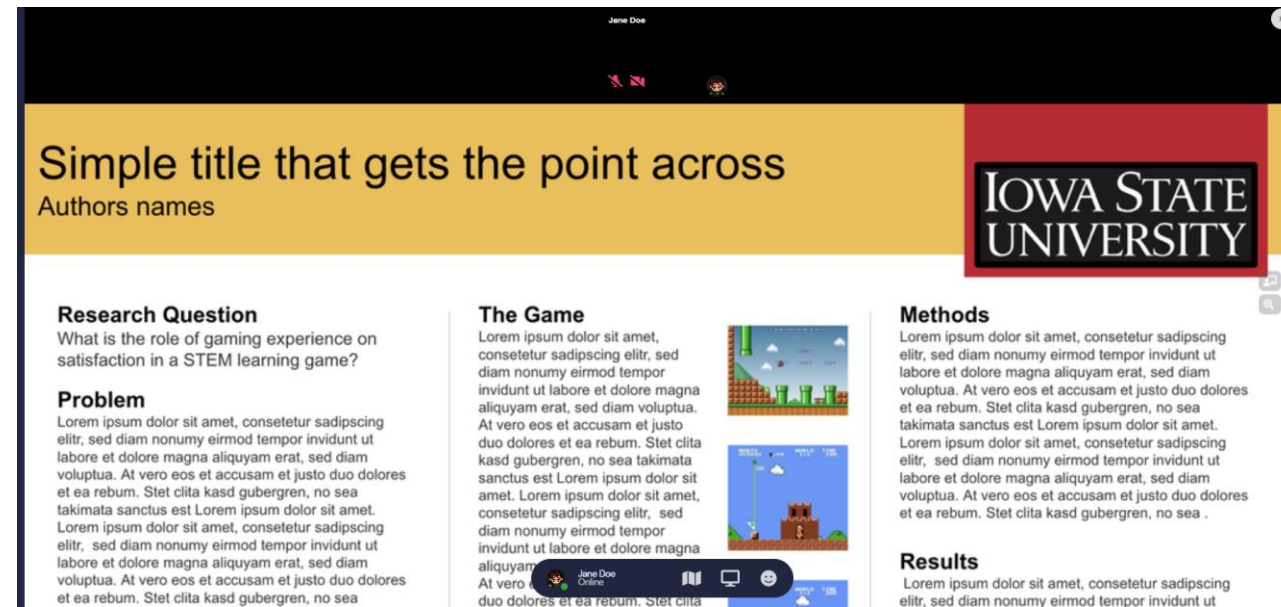 Jane Doe
Simple title that gets the point across
Authors names
IOWA STATE
UNIVERSITY
Research Question
What is the role of gaming experience on
satisfaction in a STEM learning game?
Problem
Lorem ipsum dolor sit amet, consetetur sadipscing
elitr, sed diam nonumy eirmod tempor invidunt ut
labore et dolore magna aliquyam erat, sed diam
voluptua. At vero eos et accusam et justo duo dolores
et ea rebum. Stet clita kasd gubergren, no sea
takimata sanctus est Lorem ipsum dolor sit amet.
Lorem ipsum dolor sit amet, consetetur sadipscing
elitr, sed diam nonumy eirmod tempor invidunt ut
labore et dolore magna aliquyam erat, sed diam
voluptua. At vero eos et accusam et justo duo dolores
et ea rebum. Stet clita kasd gubergren, no sea
The Game
Lorem ipsum dolor sit amet,
consetetur sadipscing elitr, sed
diam nonumy eirmod tempor
invidunt ut labore et dolore magna
aliquyam erat, sed diam voluptua.
At vero eos et accusam et justo
duo dolores et ea rebum. Stet clita
kasd gubergren, no sea takimata
sanctus est Lorem ipsum dolor sit
amet. Lorem ipsum dolor sit amet,
consetetur sadipscing elitr, sed
diam nonumy eirmod tempor
invidunt ut labore et dolore magna
aliquyam
At vero
duo dolores et ea rebum. Stet clita
Methods
Lorem ipsum dolor sit amet, consetetur sadipscing
elitr, sed diam nonumy eirmod tempor invidunt ut
labore et dolore magna aliquyam erat, sed diam
voluptua. At vero eos et accusam et justo duo dolores
et ea rebum. Stet clita kasd gubergren, no sea
takimata sanctus est Lorem ipsum dolor sit amet.
Lorem ipsum dolor sit amet, consetetur sadipscing
elitr, sed diam nonumy eirmod tempor invidunt ut
labore et dolore magna aliquyam erat, sed diam
voluptua. At vero eos et accusam et justo duo dolores
et ea rebum. Stet clita kasd gubergren, no sea .
Results
Lorem ipsum dolor sit amet, consetetur sadipscing
elitr, sed diam nonumy eirmod tempor invidunt ut
Jane Doe
Online